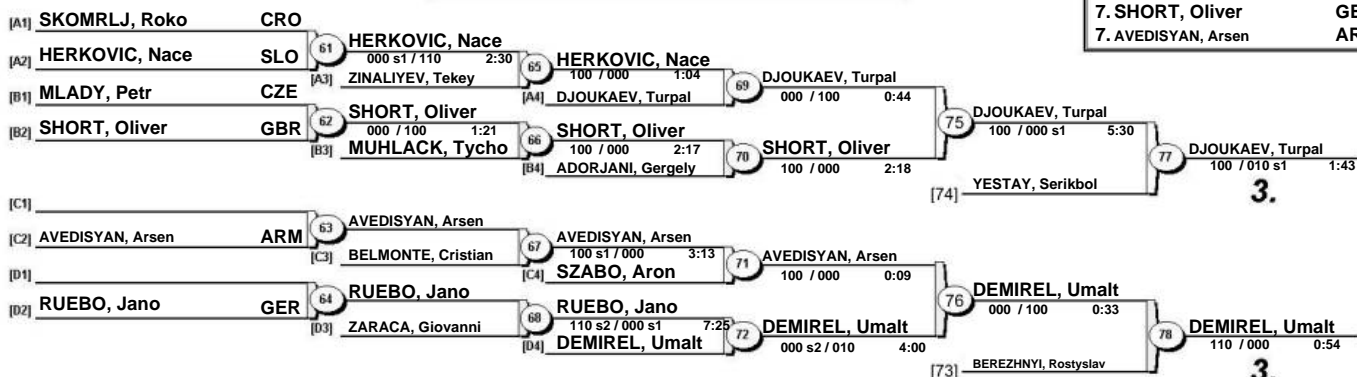 7. SHORT, Oliver
7. AVEDISYAN, Arsen
[A1] SKOMRLJ, Roko CRO
[A2] HERKOVIC, Nace SLO
61 HERKOVIC, Nace
000 s1 / 110 2:30
[A3] ZINALIYEV, Tekey
65 HERKOVIC, Nace
100 / 000 1:04
[A4] DJOUKAEV, Turpal
69 DJOUKAEV, Turpal
000 / 100 0:44
[B1] MLADY, Petr CZE
[B2] SHORT, Oliver GBR
62 SHORT, Oliver
000 / 100 1:21
[B3] MUHLACK, Tycho
66 SHORT, Oliver
100 / 000 2:17
[B4] ADORJANI, Gergely
70 SHORT, Oliver
100 / 000 2:18
75 DJOUKAEV, Turpal
100 / 000 s1 5:30
[74] YESTAY, Serikbol
77 DJOUKAEV, Turpal
100 / 010 s1 1:43
3.
[C1]
[C2] AVEDISYAN, Arsen ARM
63 AVEDISYAN, Arsen
[C3] BELMONTE, Cristian
67 AVEDISYAN, Arsen
100 s1 / 000 3:13
[C4] SZABO, Aron
71 AVEDISYAN, Arsen
100 / 000 0:09
[D1]
[D2] RUEBO, Jano GER
64 RUEBO, Jano
[D3] ZARACA, Giovanni
68 RUEBO, Jano
110 s2 / 000 s1 7:25
[D4] DEMIREL, Umalt
72 DEMIREL, Umalt
000 s2 / 010 4:00
76 DEMIREL, Umalt
000 / 100 0:33
[73] BEREZHNYI, Rostyslav
78 DEMIREL, Umalt
110 / 000 0:54
3.